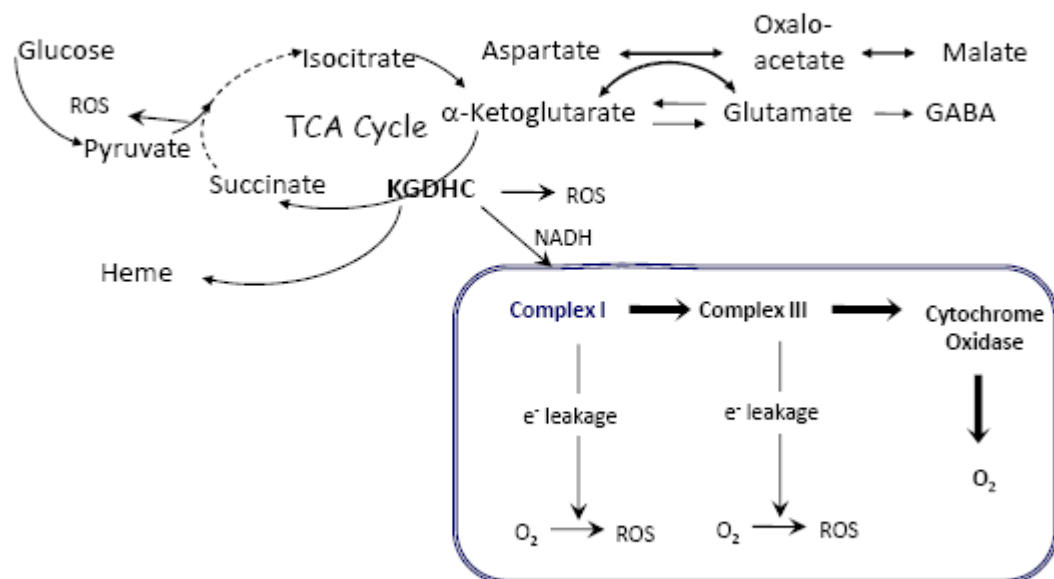 Glucose
Isocitrate
Aspartate
Oxalo-
acetate
Malate
ROS
TCA Cycle
α-Ketoglutarate
Glutamate
GABA
Pyruvate
Succinate
KGDHC
ROS
NADH
Heme
Complex I
Complex III
Cytochrome
Oxidase
e- leakage
e- leakage
O2
O2
ROS
O2
ROS